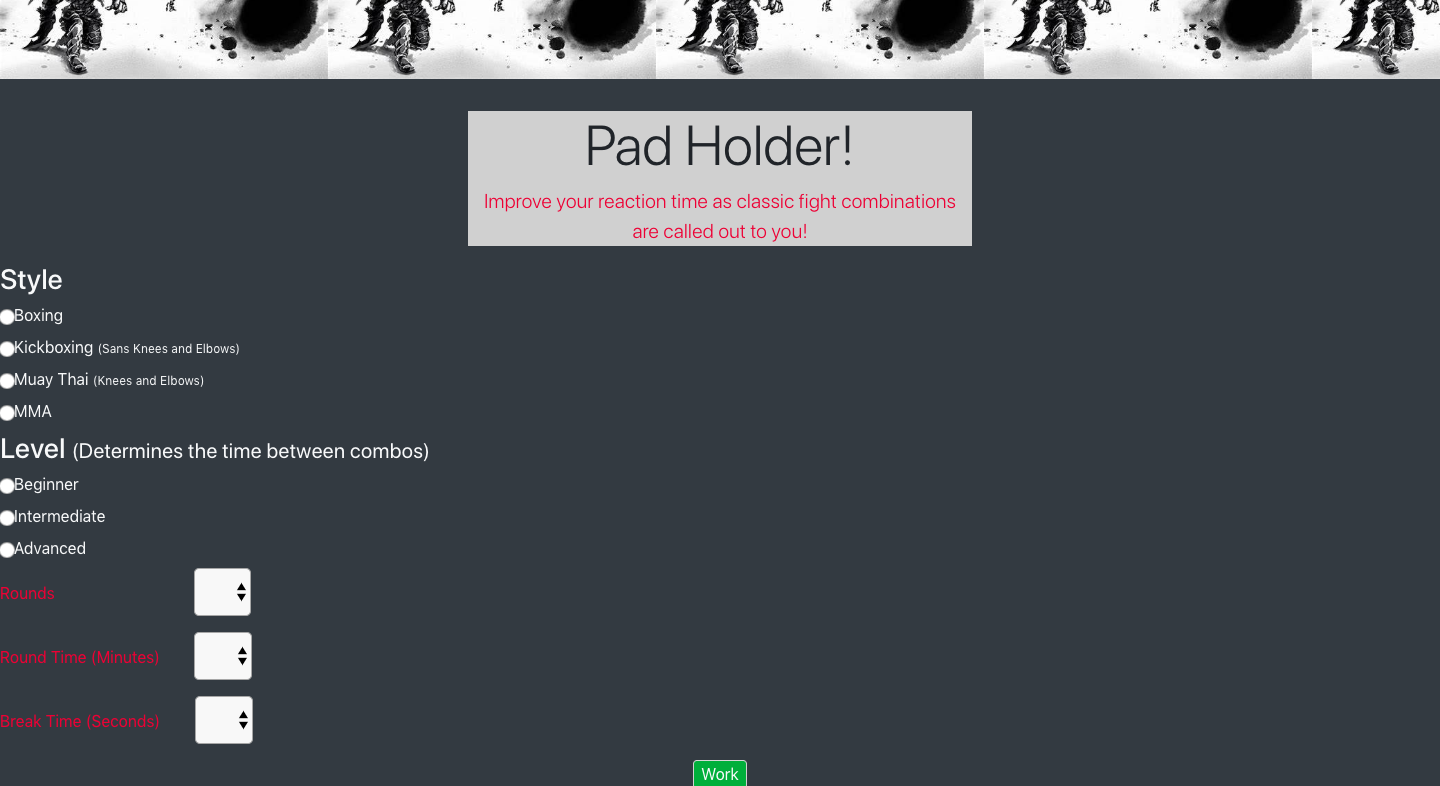 Pad Holder!
Improve your reaction time as classic fight combinations
are called out to you!
Style
Boxing
Kickboxing (Sans Knees and Elbows)
Muay Thai (Knees and Elbows)
MMA
Level (Determines the time between combos)
Beginner
Intermediate
Advanced
Rounds
Round Time (Minutes)
Break Time (Seconds)
Work